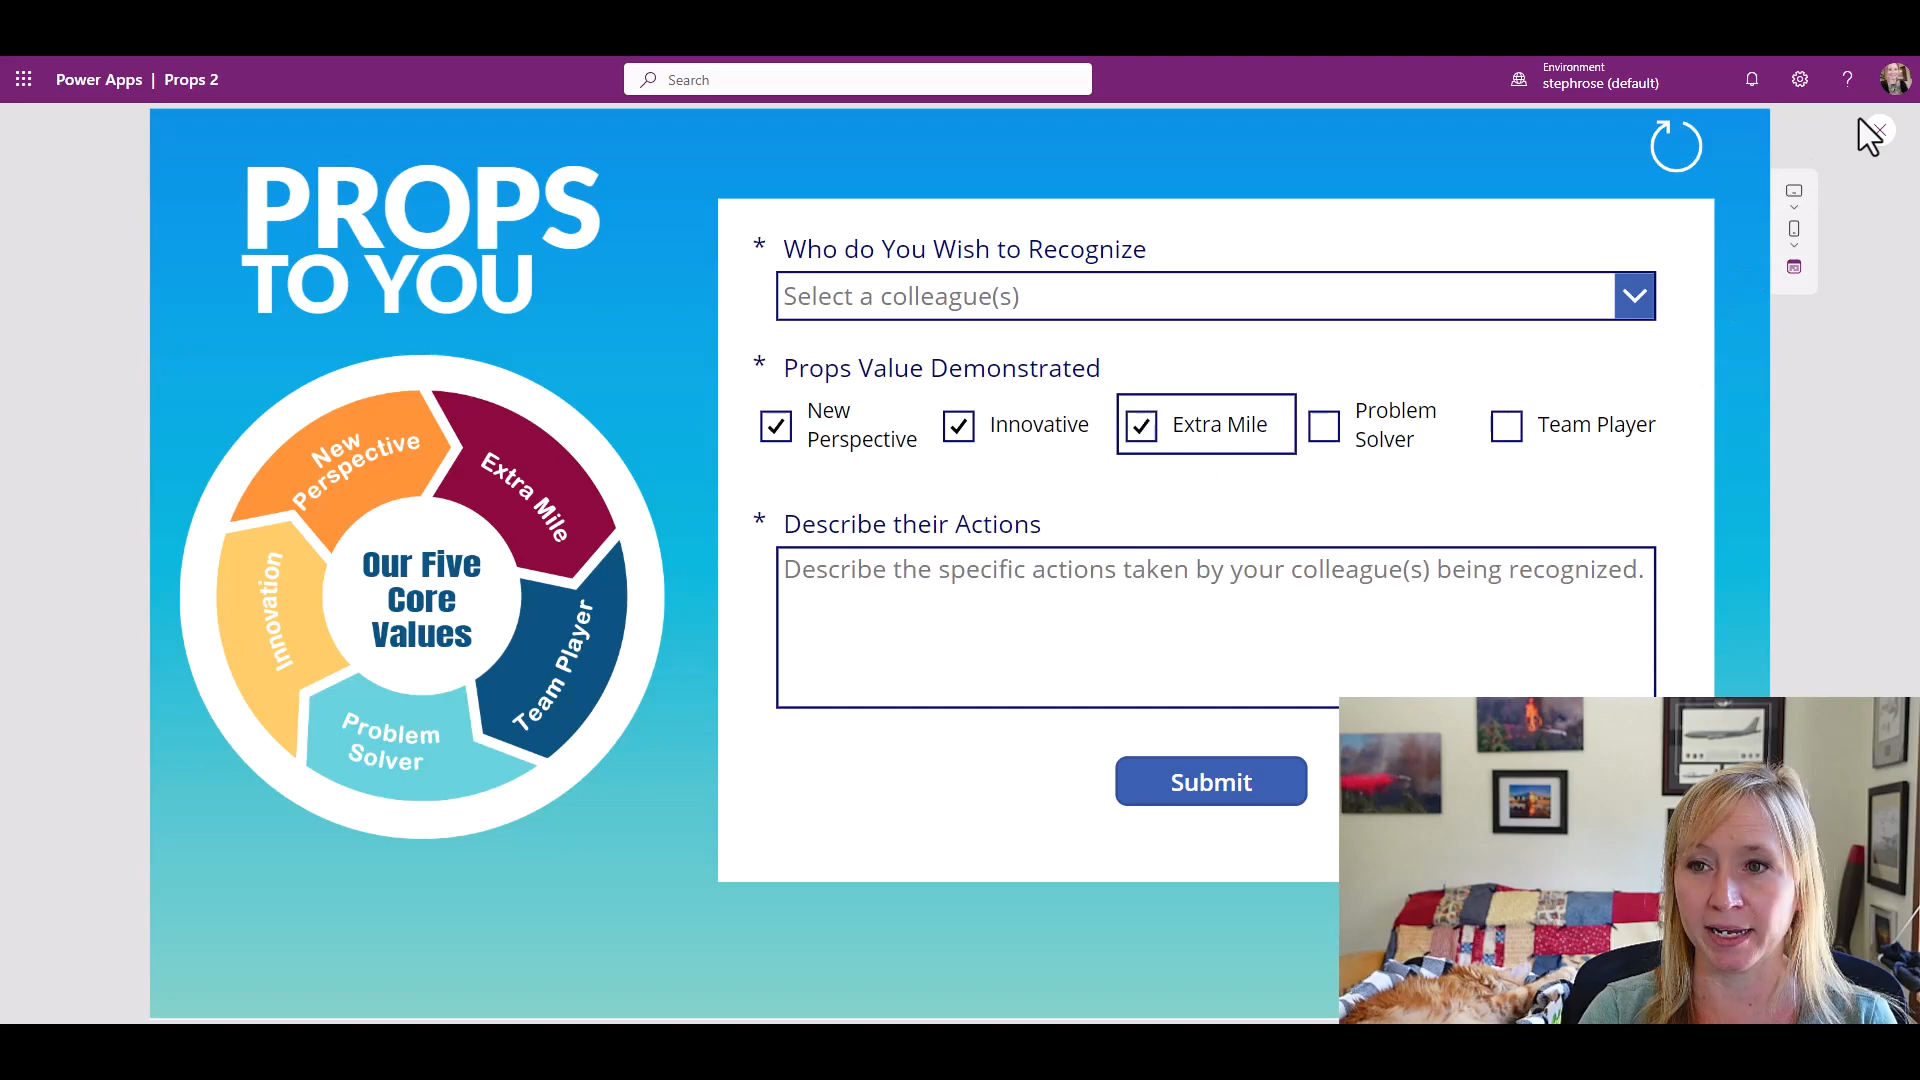 Power Apps | Props 2
Search
Environment
stephrose (default)
PROPS
TO YOU
New
Perspective
Extra Mile
Innovation
Our Five
Core
Values
Team Player
Problem
Solver
* Who do You Wish to Recognize
Select a colleague(s)
* Props Value Demonstrated
New
Perspective
Innovative
Extra Mile
Problem
Solver
Team Player
* Describe their Actions
Describe the specific actions taken by your colleague(s) being recognized.
Submit